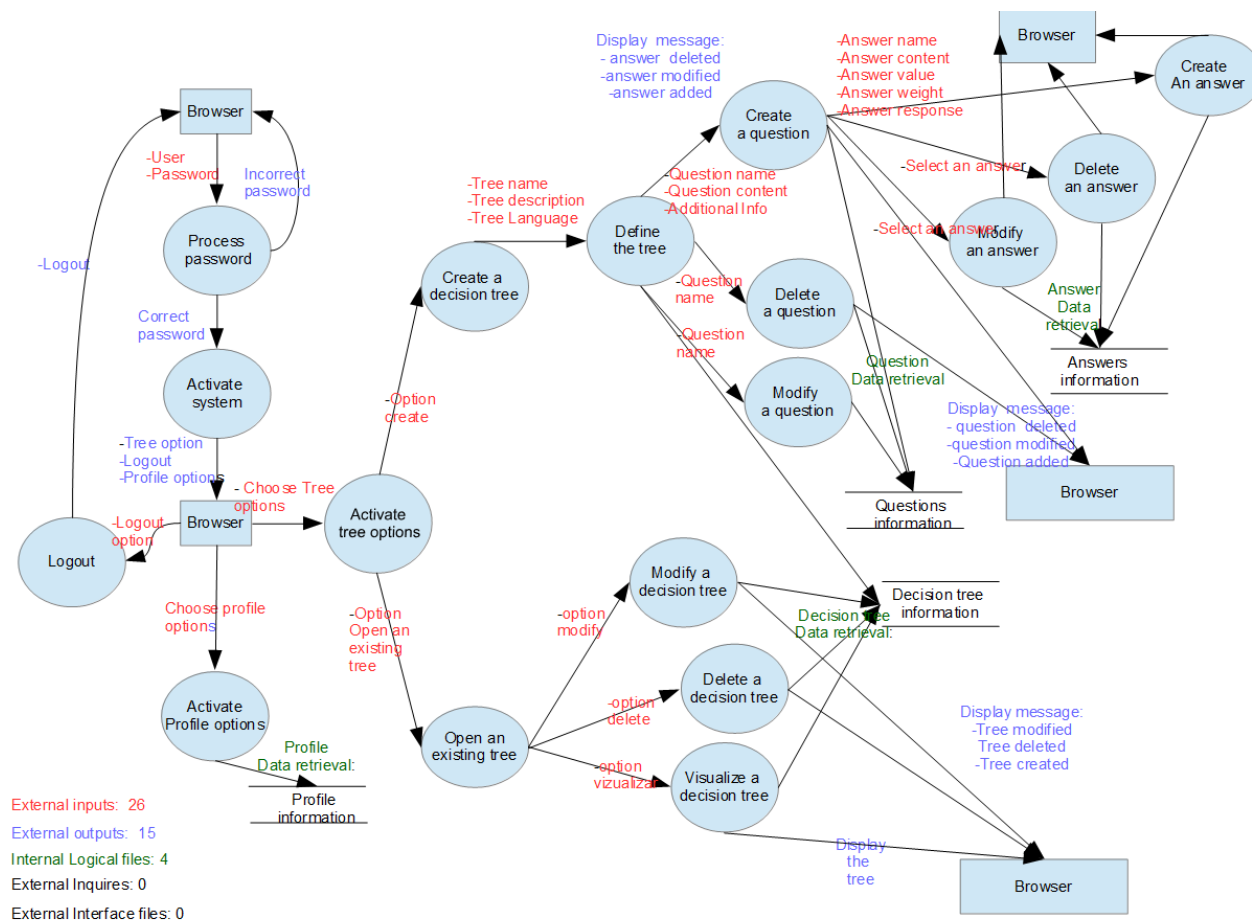 Display message:
- answer deleted
-answer modified
-answer added
-Answer name
-Answer content
-Answer value
-Answer weight
-Answer response
Browser
Create
An answer
Browser
Create
a question
-User
-Password
Incorrect
password
-Select an answer
Delete
an answer
-Tree name
-Tree description
-Tree Language
-Question name
-Question content
-Additional Info
Define
the tree
-Select an answer
Modify
an answer
Process
password
-Logout
Create a
decision tree
-Question
name
Delete
a question
Answer
Data
retrieval
Correct
password
-Question
name
Question
Data retrieval
Answers
information
Activate
system
-Option
create
Modify
a question
Display message:
- question deleted
-question modified
-Question added
-Tree option
-Logout
-Profile options
- Choose Tree
options
Browser
Browser
-Logout
option
Activate
tree options
Questions
information
Logout
Choose profile
options
-Option
Open an
existing
tree
-option
modify
Modify a
decision tree
Decision tree
information
Decision tree
Data retrieval:
Activate
Profile options
-option
delete
Delete a
decision tree
Open an
existing tree
Display message:
-Tree modified
Tree deleted
-Tree created
Profile
Data retrieval:
-option
vizualizar
Visualize a
decision tree
Profile
information
Display
the
tree
Browser
External inputs: 26
External outputs: 15
Internal Logical files: 4
External Inquires: 0
External Interface files: 0